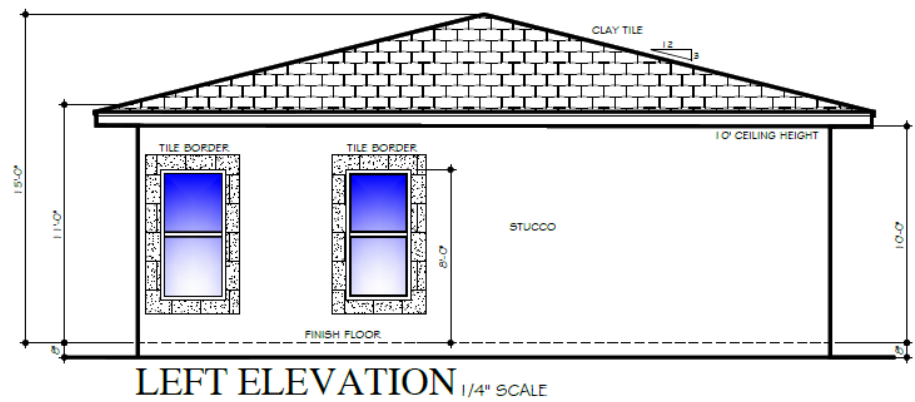 CLAY TILE
12
3
10' CEILING HEIGHT
TILE BORDER
TILE BORDER
15'-0"
11'-0"
8'-0"
10'-0"
STUCCO
FINISH FLOOR
8"
8"
LEFT ELEVATION 1/4" SCALE